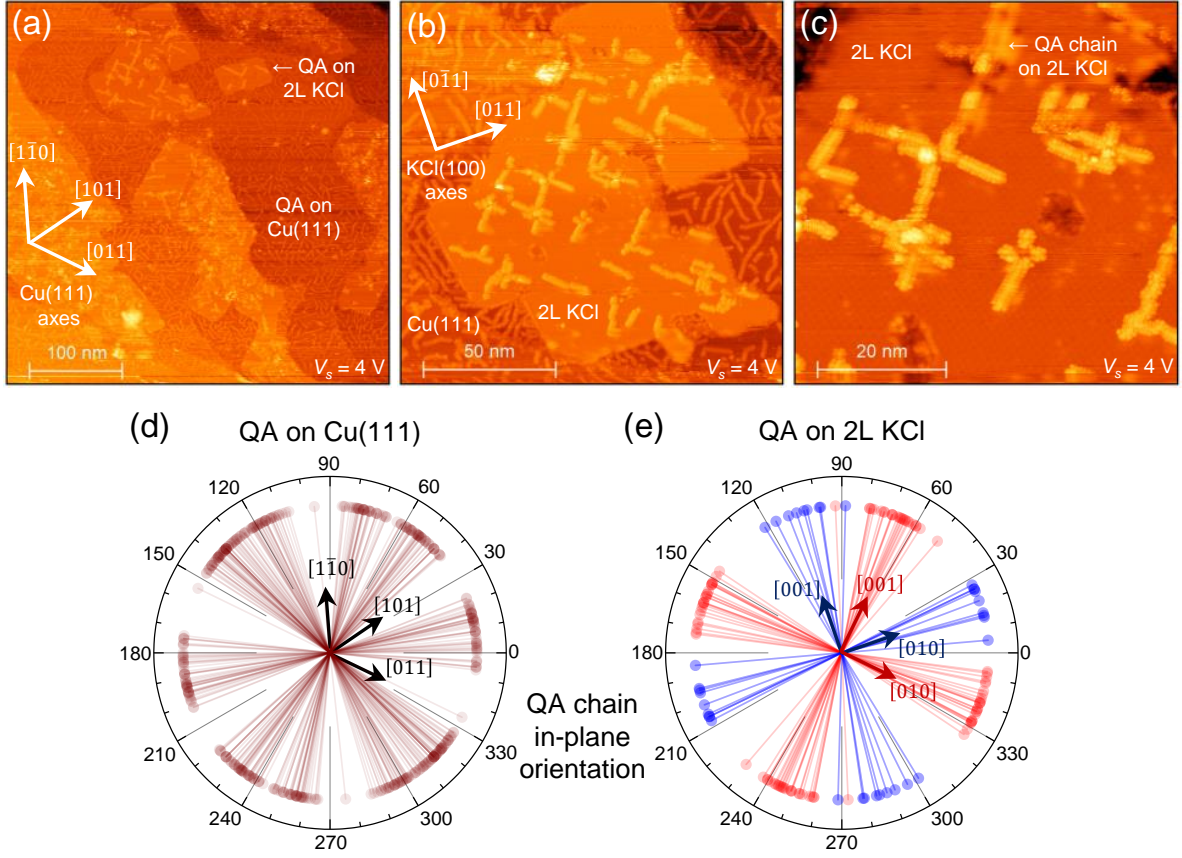 (a)
← QA on
2L KCl
[11̅0]
[101]
[011]
QA on
Cu(111)
Cu(111)
axes
100 nm
Vs = 4 V
(b)
[01̅1]
[011]
KCl(100)
axes
2L KCl
Cu(111)
50 nm
Vs = 4 V
(c)
2L KCl
← QA chain
on 2L KCl
20 nm
Vs = 4 V
(d)
QA on Cu(111)
90
60
30
0
330
300
270
240
210
180
150
120
[11̅0]
[101]
[011]
QA chain
in-plane
orientation
(e)
QA on 2L KCl
90
60
30
0
330
300
270
240
210
180
150
120
[001]
[001]
[010]
[010]